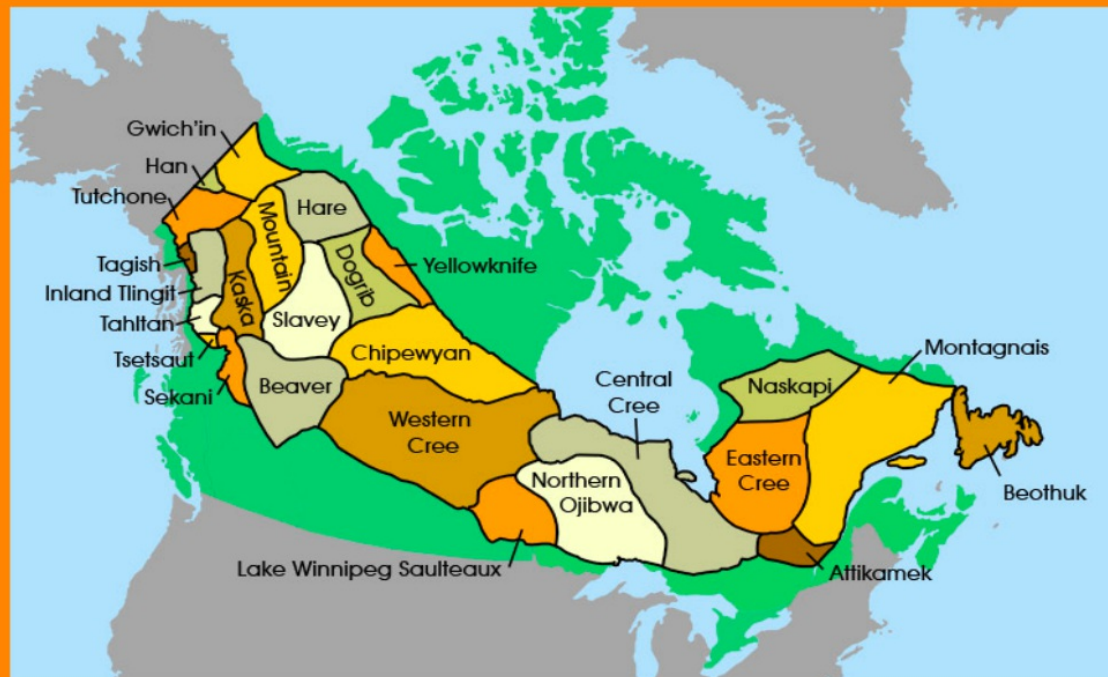 Gwich'in
Han
Tutchone
Mountain
Hare
Tagish
Kaska
Dogrib
Yellowknife
Inland Tlingit
Tahltan
Slavey
Tsetsaut
Chipewyan
Montagnais
Sekani
Beaver
Central
Cree
Naskapi
Western
Cree
Eastern
Cree
Northern
Ojibwa
Beothuk
Lake Winnipeg Saulteaux
Attikamek